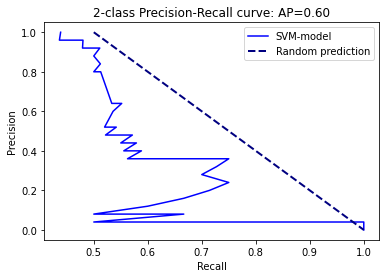 2-class Precision-Recall curve: AP=0.60
SVM-model
Random prediction
Precision
1.0
0.8
0.6
0.4
0.2
0.0
0.5 0.6 0.7 0.8 0.9 1.0
Recall